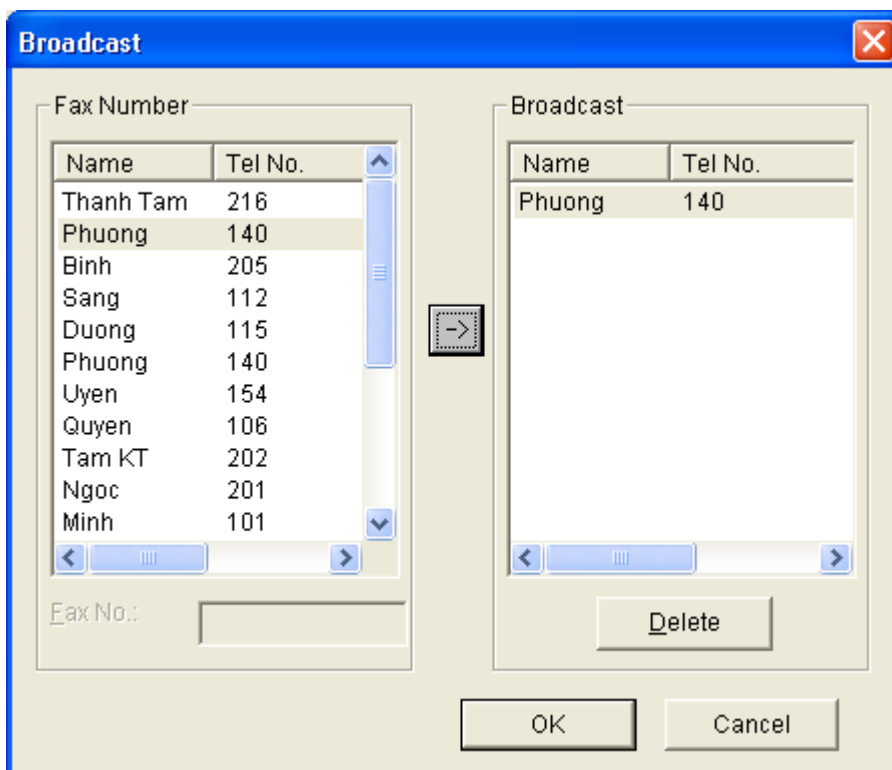 Broadcast
Fax Number
Name Tel No.
Thanh Tam 216
Phuong 140
Binh 205
Sang 112
Duong 115
Phuong 140
Uyen 154
Quyen 106
Tam KT 202
Ngoc 201
Minh 101
Fax No.:
->
Broadcast
Name Tel No.
Phuong 140
Delete
OK Cancel